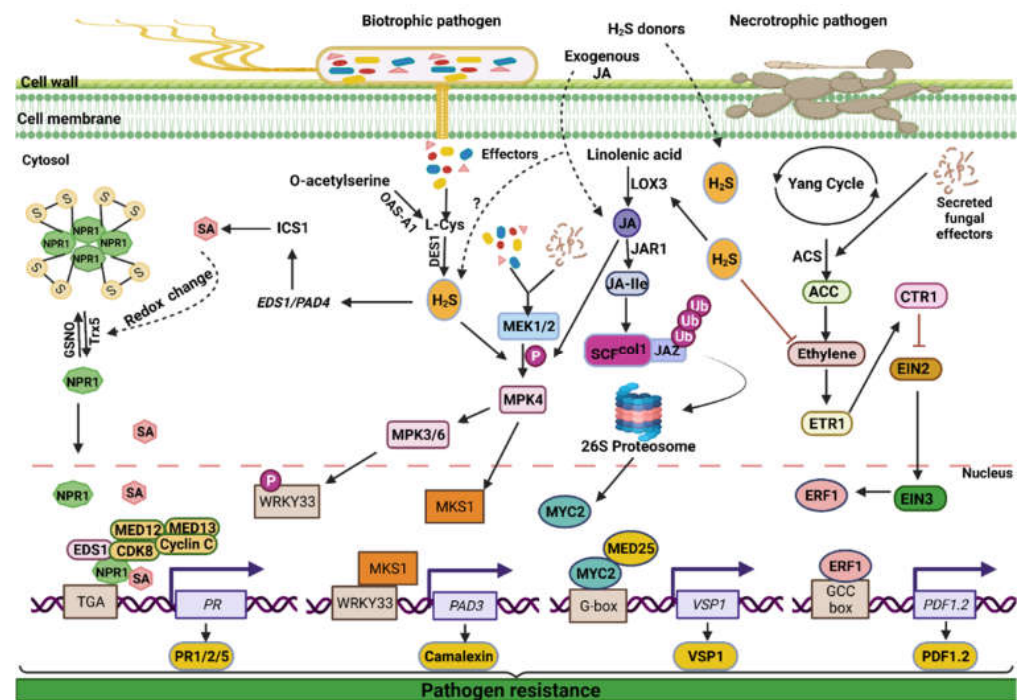 Biotrophic pathogen
H₂S donors
Necrotrophic pathogen
Exogenous
JA
Cell wall
Cell membrane
Cytosol
Effectors
Linolenic acid
O-acetylserine
?
OAS-A1
L-Cys
DES1
LOX3
H₂S
Yang Cycle
Secreted
fungal
effectors
S
S
S
S
S
S
S
S
NPR1
NPR1
NPR1
NPR1
SA
ICS1
JA
JAR1
H₂S
ACS
Redox change
EDS1/PAD4
H₂S
JA-Ile
ACC
CTR1
GSNO
Trx5
MEK1/2
P
SCFcol1
JAZ
Ub
Ub
Ub
Ethylene
EIN2
NPR1
MPK4
ETR1
SA
MPK3/6
26S Proteosome
Nucleus
NPR1
SA
P
WRKY33
MKS1
MYC2
ERF1
EIN3
MED12
MED13
EDS1
CDK8
Cyclin C
NPR1
SA
MKS1
MED25
MYC2
ERF1
TGA
PR
WRKY33
PAD3
G-box
VSP1
GCC
box
PDF1.2
PR1/2/5
Camalexin
VSP1
PDF1.2
Pathogen resistance